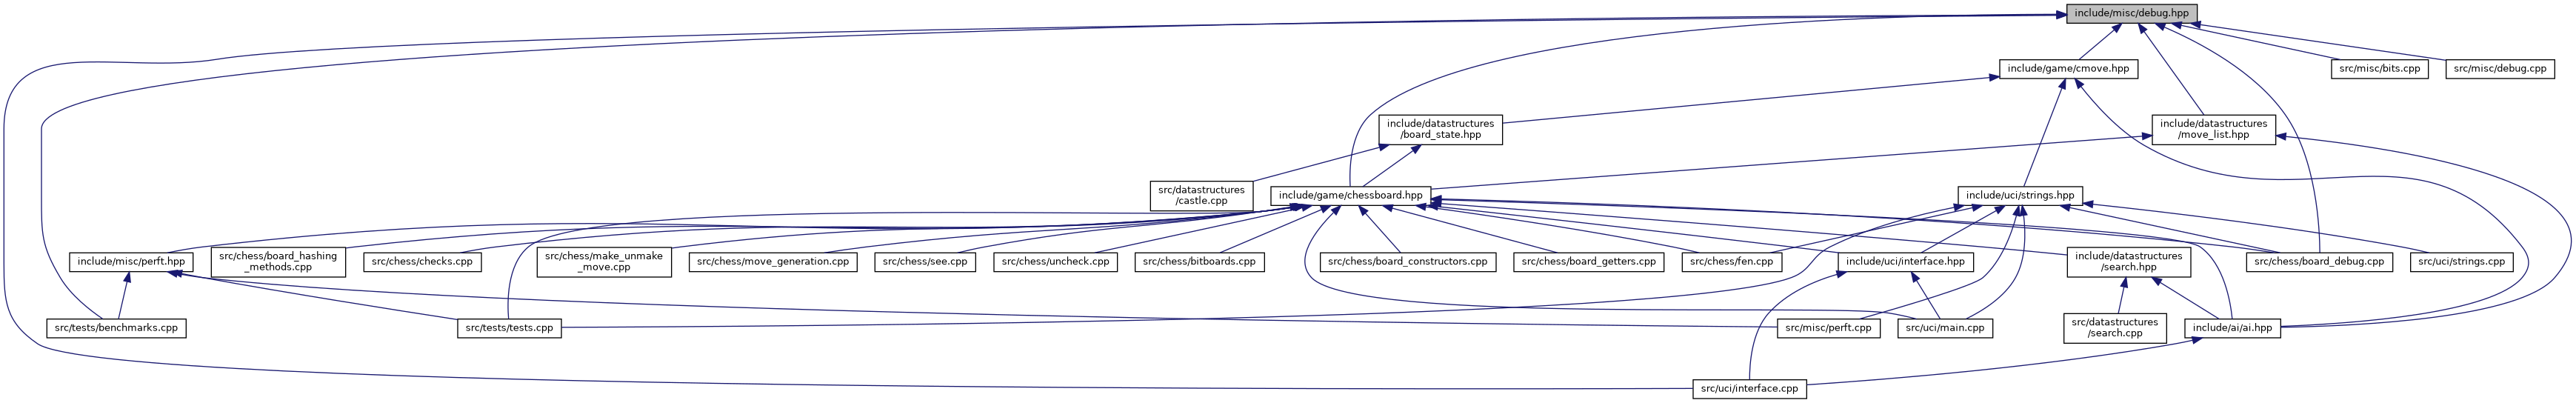 include/misc/debug.hpp
include/game/cmove.hpp
src/misc/bits.cpp
src/misc/debug.cpp
include/datastructures
/board_state.hpp
include/datastructures
/move_list.hpp
src/datastructures
/castle.cpp
include/game/chessboard.hpp
include/uci/strings.hpp
include/misc/perft.hpp
src/chess/board_hashing
_methods.cpp
src/chess/checks.cpp
src/chess/make_unmake
_move.cpp
src/chess/move_generation.cpp
src/chess/see.cpp
src/chess/uncheck.cpp
src/chess/bitboards.cpp
src/chess/board_constructors.cpp
src/chess/board_getters.cpp
src/chess/fen.cpp
include/uci/interface.hpp
include/datastructures
/search.hpp
src/chess/board_debug.cpp
src/uci/strings.cpp
src/tests/benchmarks.cpp
src/tests/tests.cpp
src/misc/perft.cpp
src/uci/main.cpp
src/datastructures
/search.cpp
include/ai/ai.hpp
src/uci/interface.cpp